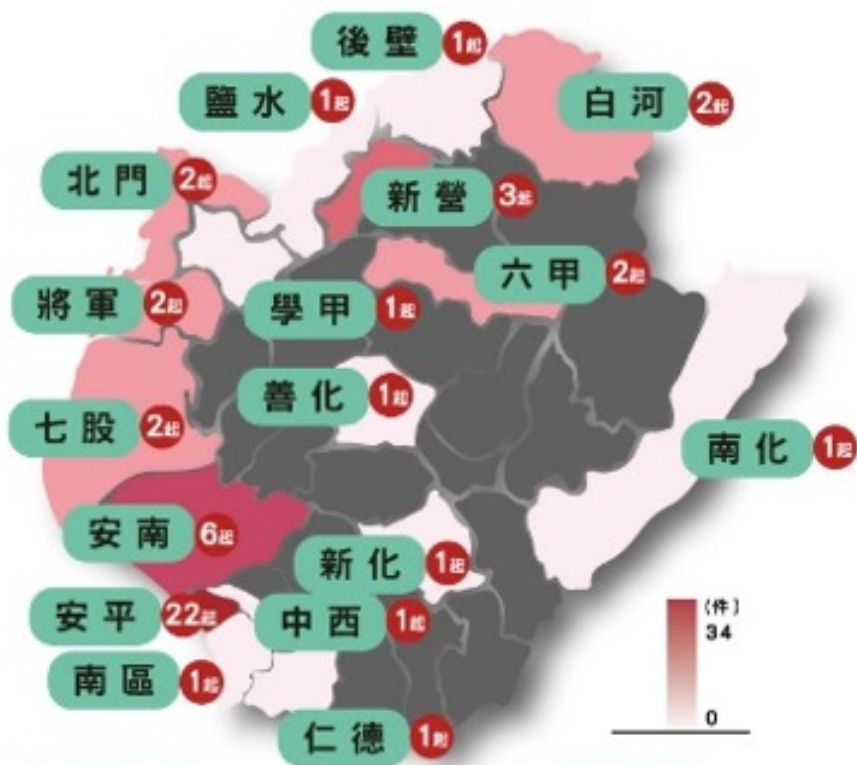 後壁 1起
鹽水 1起
白河 2起
北門 2起
新營 3起
六甲 2起
將軍 2起
學甲 1起
善化 1起
七股 2起
南化 1起
安南 6起
新化 1起
安平 22起
中西 1起
南區 1起
仁德 1起
(件)
34
0